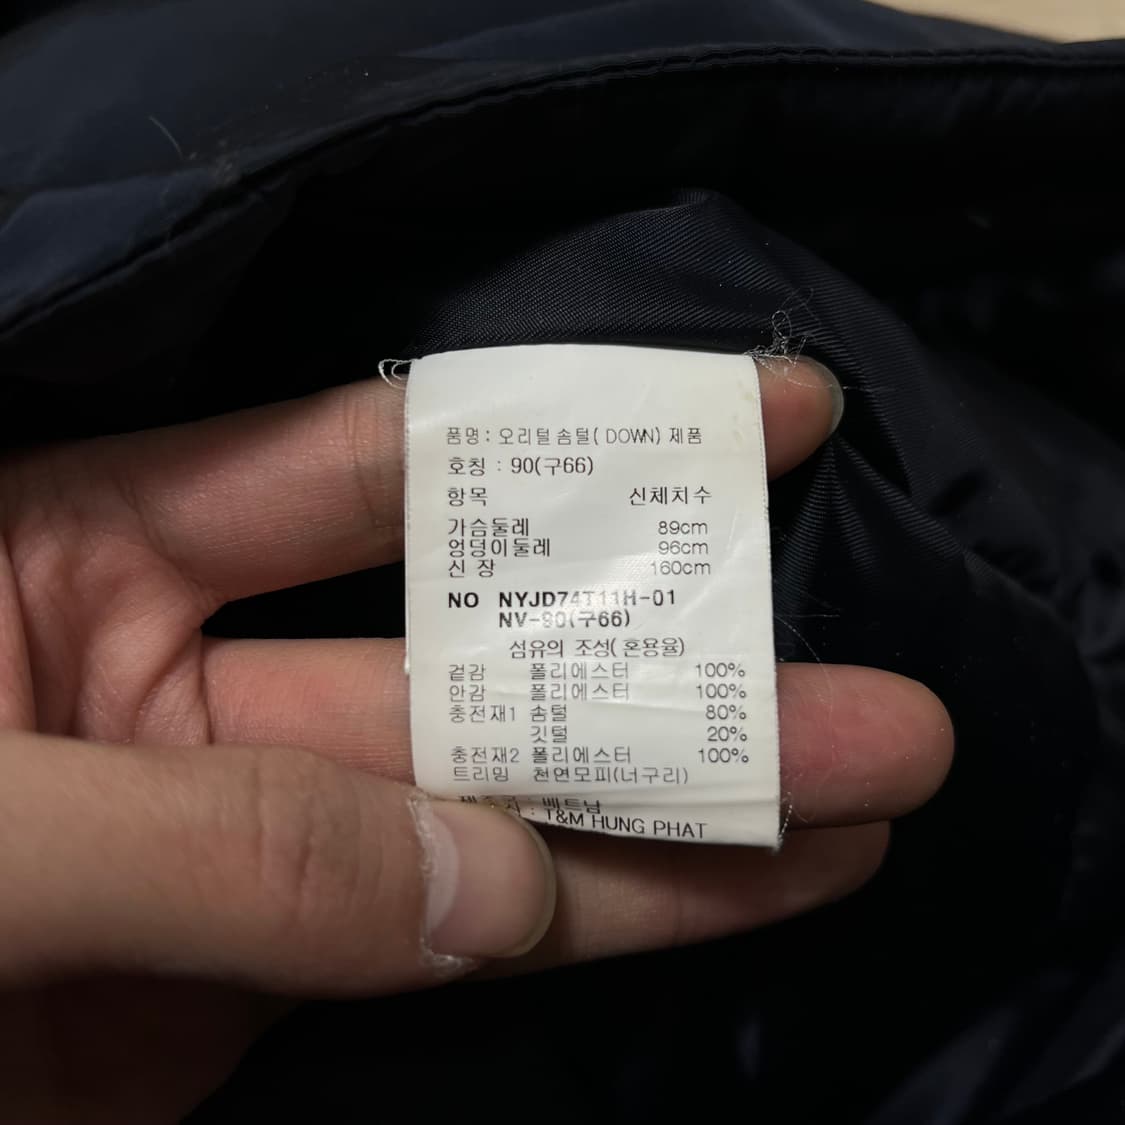 품명: 오리털 솜털( DOWN) 제품
호칭 : 90(구66)
항목 신체치수
가슴둘레 89cm
엉덩이둘레 96cm
신 장 160cm
NO NYJD74T11H-01
NV-90(구66)
섬유의 조성( 혼용율)
겉감 폴리에스터 100%
안감 폴리에스터 100%
충전재1 솜털 80%
깃털 20%
충전재2 폴리에스터 100%
트리밍 천연모피(너구리)
: 베트남
: T&M HUNG PHAT